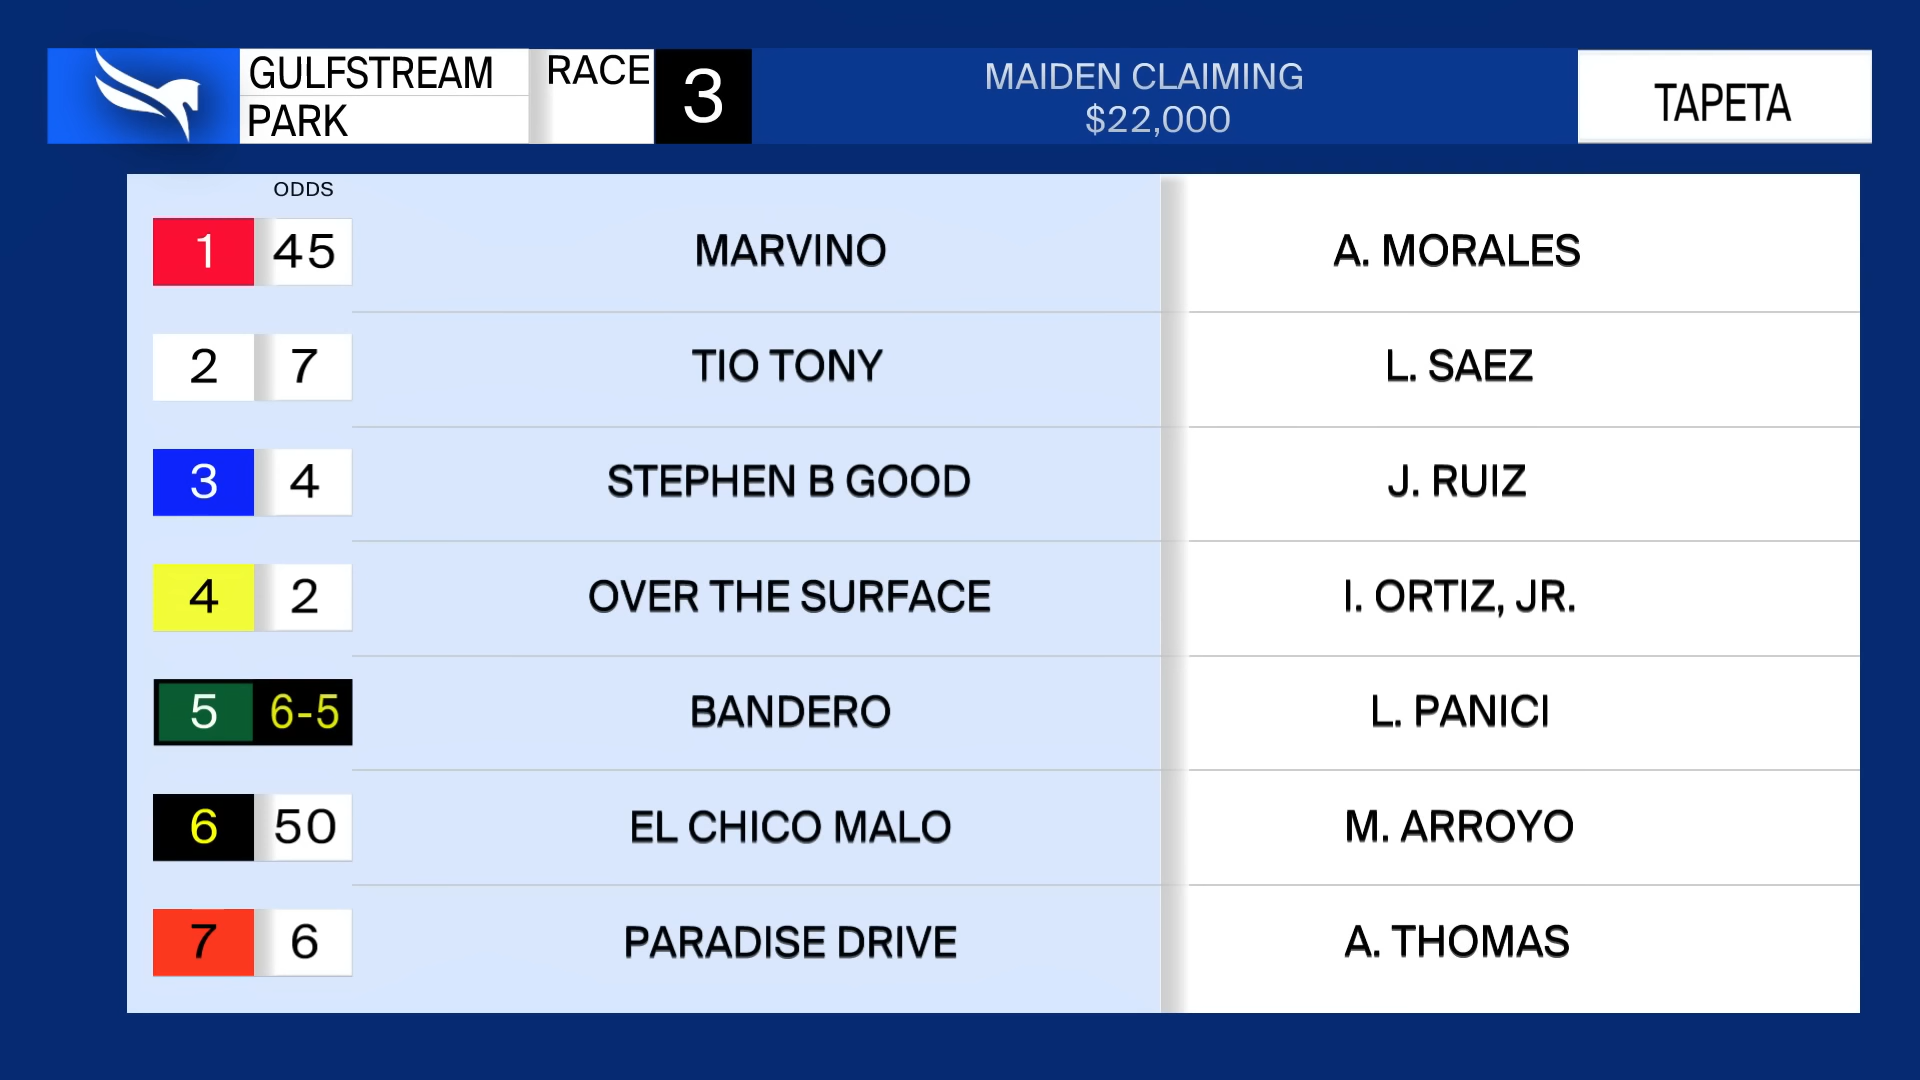 GULFSTREAM
PARK
RACE
3
MAIDEN CLAIMING
$22,000
TAPETA
ODDS
1 45 MARVINO A. MORALES
2 7 TIO TONY L. SAEZ
3 4 STEPHEN B GOOD J. RUIZ
4 2 OVER THE SURFACE I. ORTIZ, JR.
5 6-5 BANDERO L. PANICI
6 50 EL CHICO MALO M. ARROYO
7 6 PARADISE DRIVE A. THOMAS